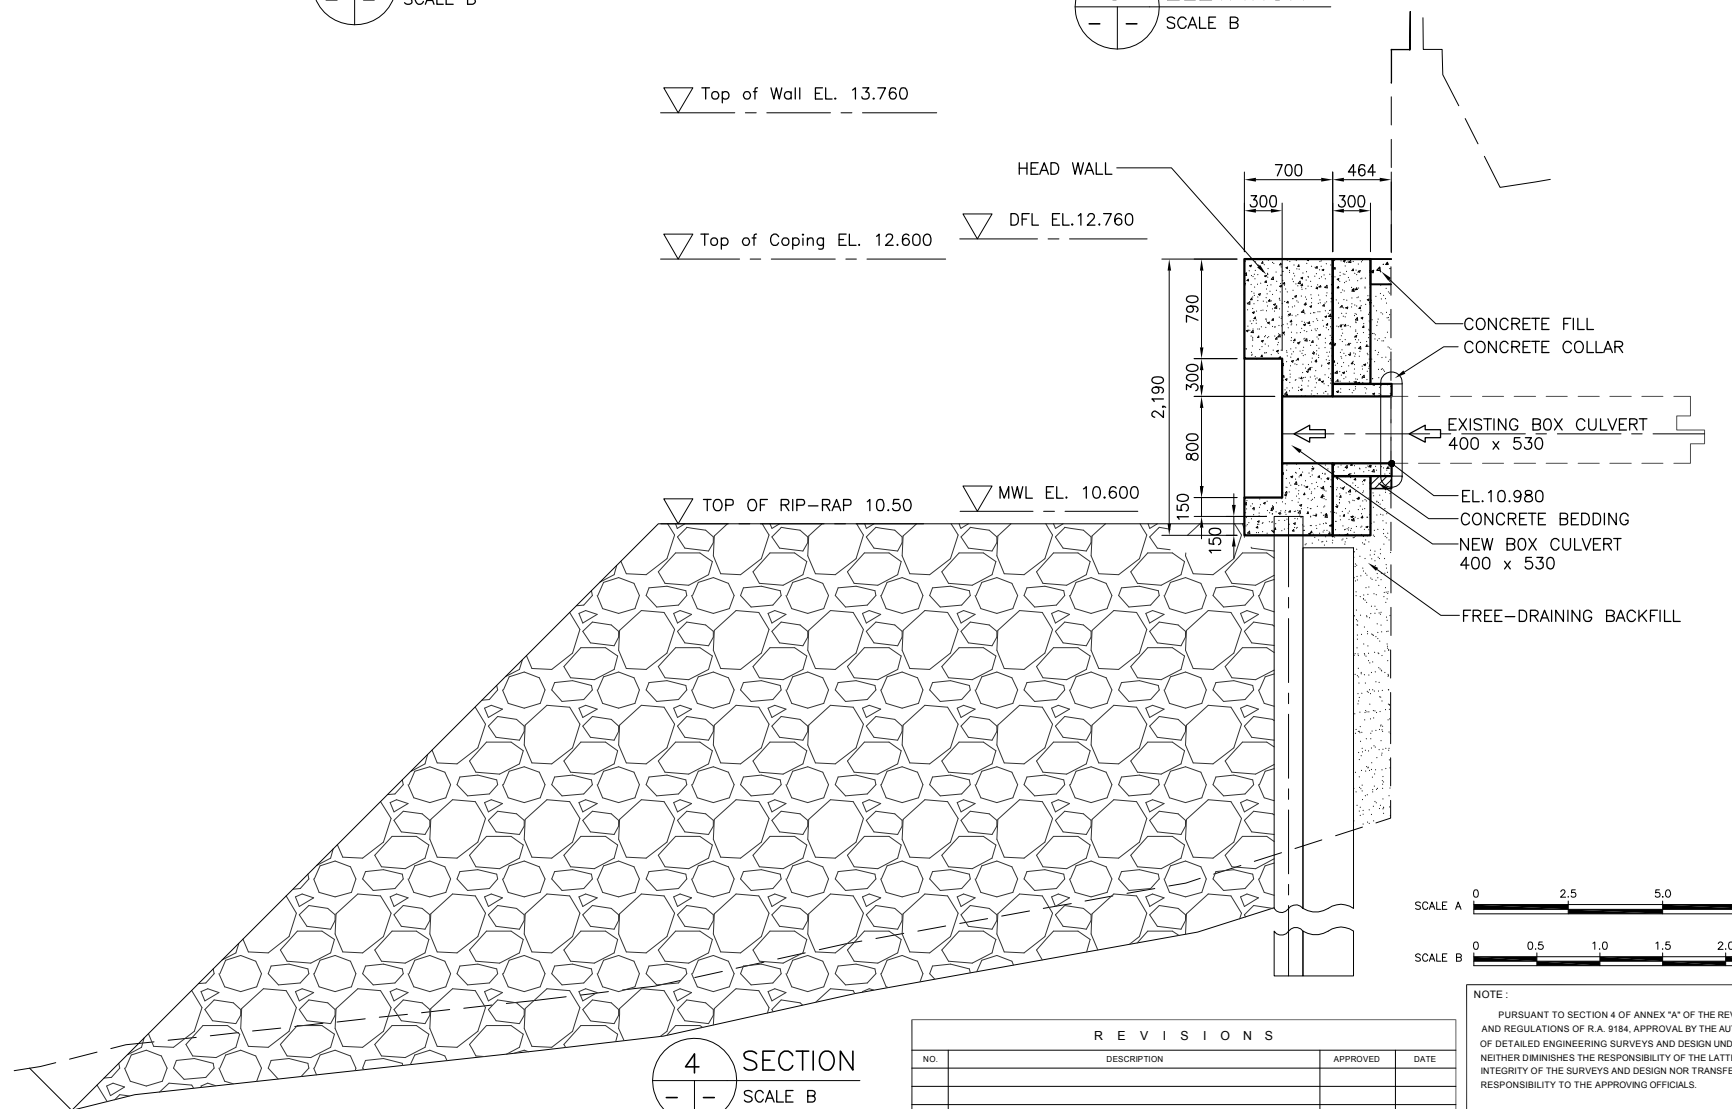 SCALE B
SCALE B
Top of Wall EL. 13.760
HEAD WALL
700
464
300
300
DFL EL.12.760
Top of Coping EL. 12.600
790
300
2,190
800
150
150
CONCRETE FILL
CONCRETE COLLAR
EXISTING BOX CULVERT
400 x 530
TOP OF RIP-RAP 10.50
MWL EL. 10.600
EL.10.980
CONCRETE BEDDING
NEW BOX CULVERT
400 x 530
FREE-DRAINING BACKFILL
SCALE A
0 2.5 5.0
SCALE B
0 0.5 1.0 1.5
4 SECTION
SCALE B
REVISIONS
NO. DESCRIPTION APPROVED DATE
NOTE :
PURSUANT TO SECTION 4 OF ANNEX "A" OF THE
AND REGULATIONS OF R.A. 9184, APPROVAL BY THE
OF DETAILED ENGINEERING SURVEYS AND DESIGN
NEITHER DIMINISHES THE RESPONSIBILITY OF THE
INTEGRITY OF THE SURVEYS AND DESIGN NOR
RESPONSIBILITY TO THE APPROVING OFFICIALS.